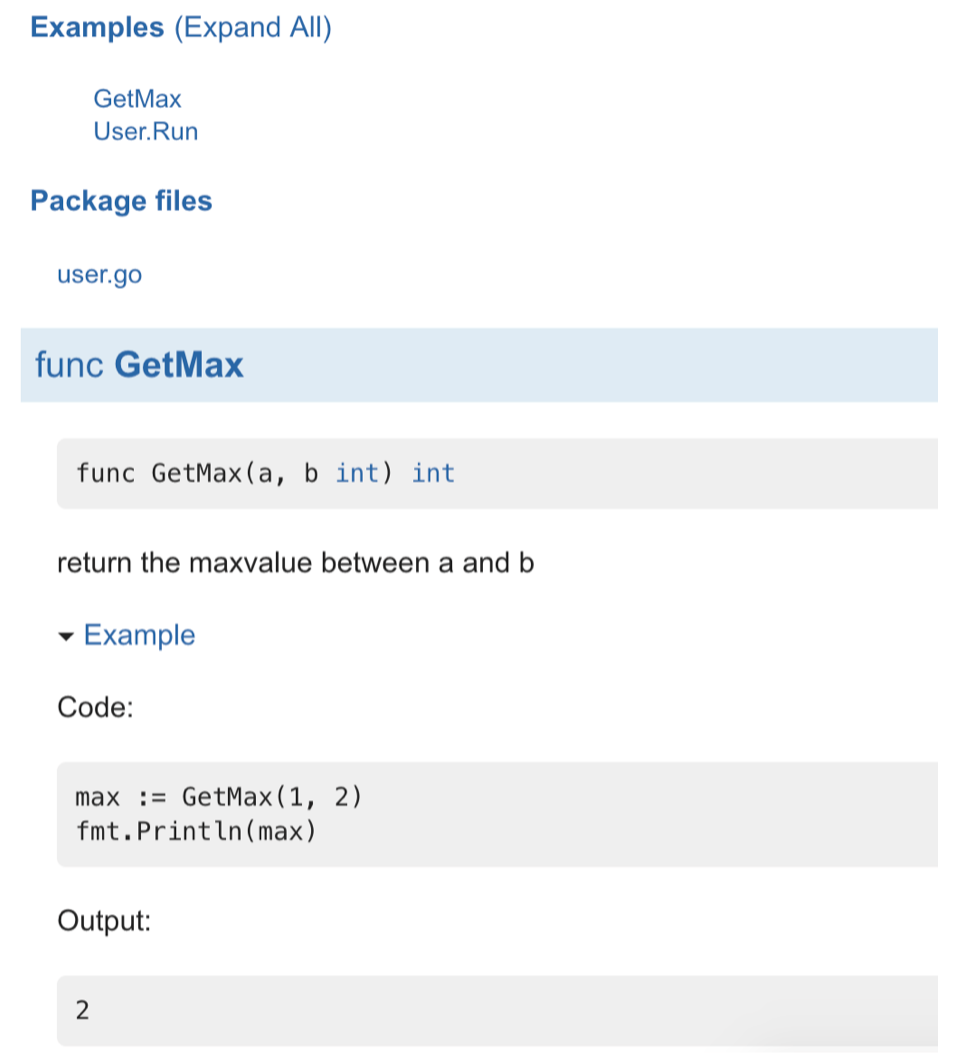 Examples (Expand All)
GetMax
User.Run
Package files
user.go
func GetMax
func GetMax(a, b int) int
return the maxvalue between a and b
Example
Code:
max := GetMax(1, 2)
fmt.Println(max)
Output:
2